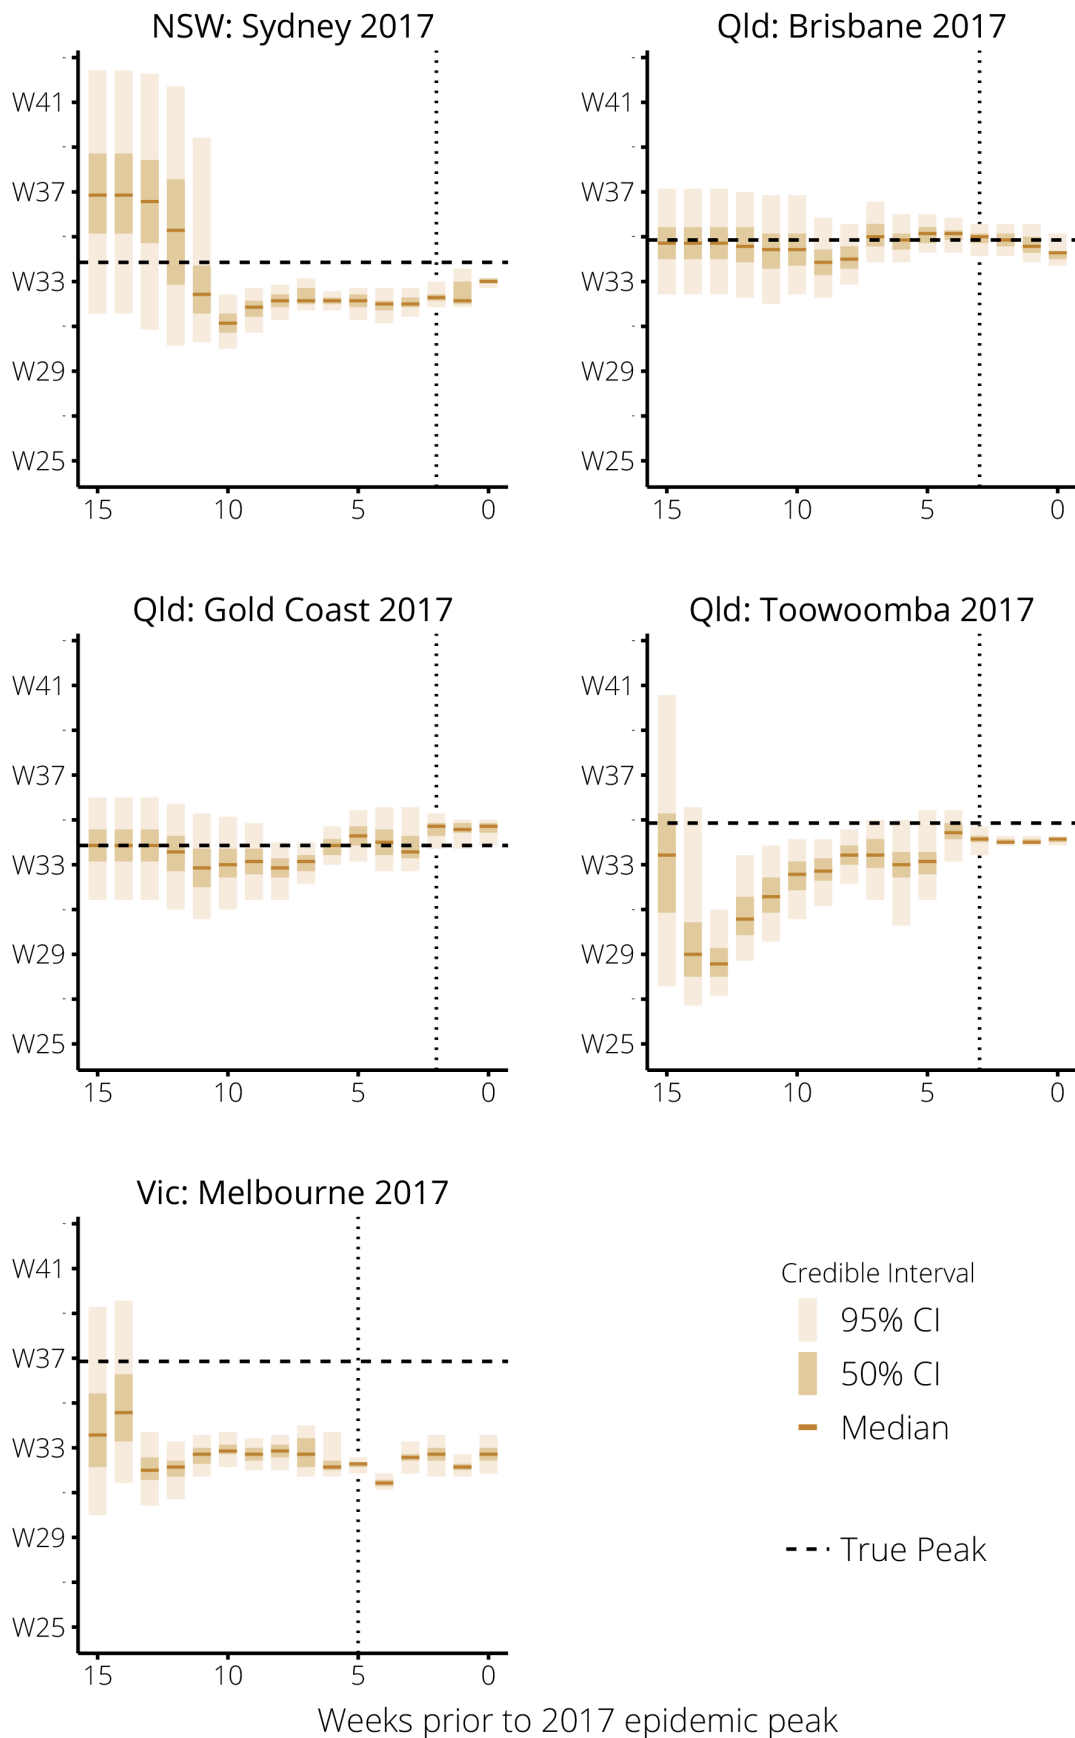 NSW: Sydney 2017
W41
W37
W33
W29
W25
15 10 5 0
Qld: Brisbane 2017
W41
W37
W33
W29
W25
15 10 5 0
Qld: Gold Coast 2017
W41
W37
W33
W29
W25
15 10 5 0
Qld: Toowoomba 2017
W41
W37
W33
W29
W25
15 10 5 0
Vic: Melbourne 2017
W41
W37
W33
W29
W25
15 10 5 0
Credible Interval
95% CI
50% CI
Median
True Peak
Weeks prior to 2017 epidemic peak